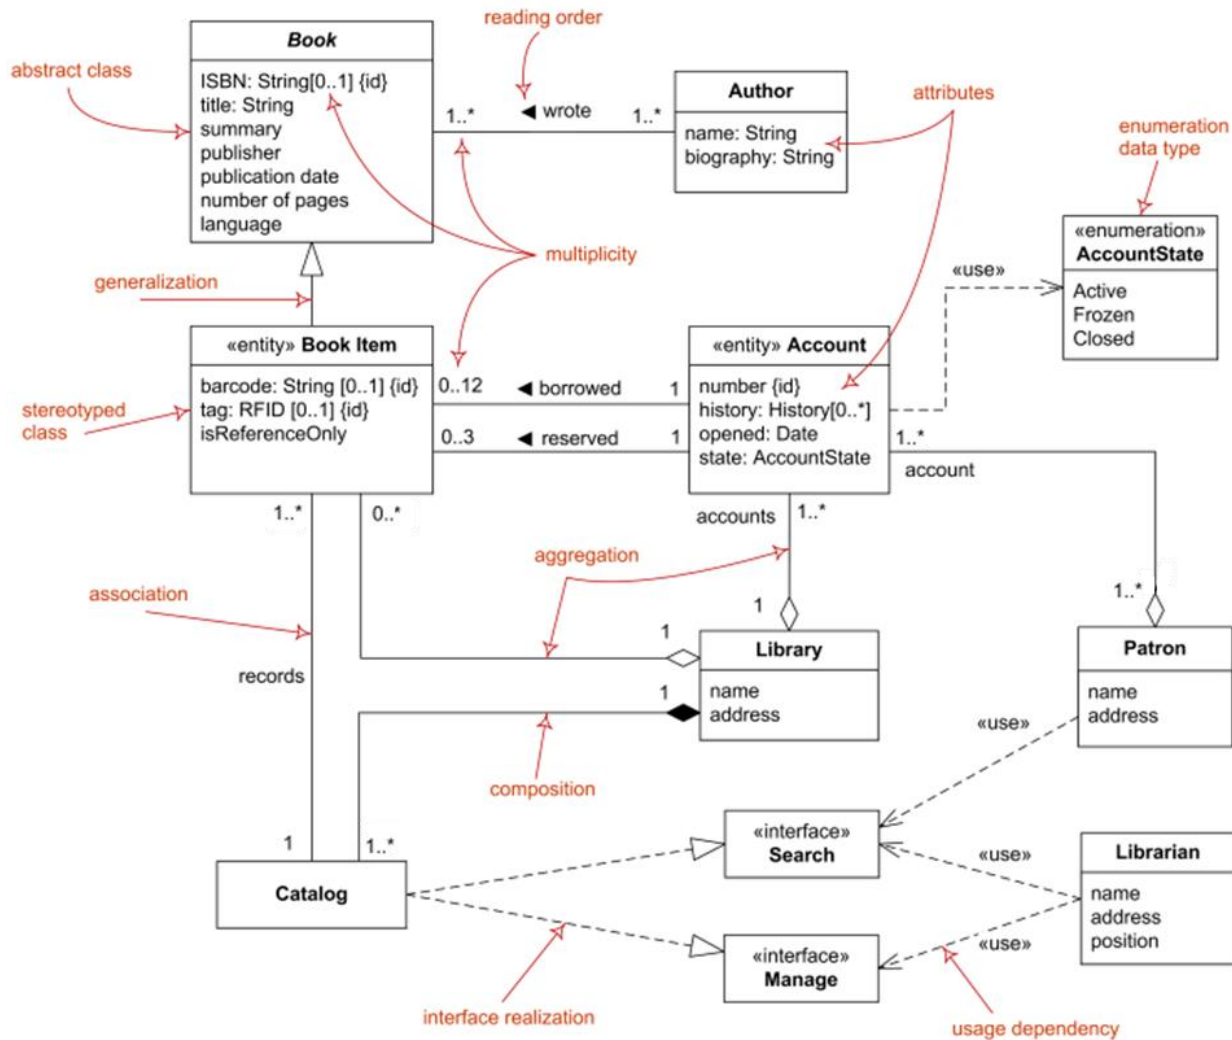 reading order
Book
abstract class
ISBN: String[0..1] {id}
title: String
summary
publisher
publication date
number of pages
language
1..*
◄ wrote
1..*
Author
name: String
biography: String
attributes
enumeration
data type
«enumeration»
AccountState
Active
Frozen
Closed
multiplicity
generalization
«use»
«entity» Book Item
barcode: String [0..1] {id}
tag: RFID [0..1] {id}
isReferenceOnly
stereotyped
class
0..12
◄ borrowed
1
0..3
◄ reserved
1
«entity» Account
number {id}
history: History[0..*]
opened: Date
state: AccountState
1..*
account
1..*
0..*
accounts
1..*
aggregation
association
1
1..*
records
1
Library
name
address
1
composition
Patron
name
address
«use»
1
1..*
Catalog
«interface»
Search
«use»
Librarian
name
address
position
«interface»
Manage
«use»
interface realization
usage dependency